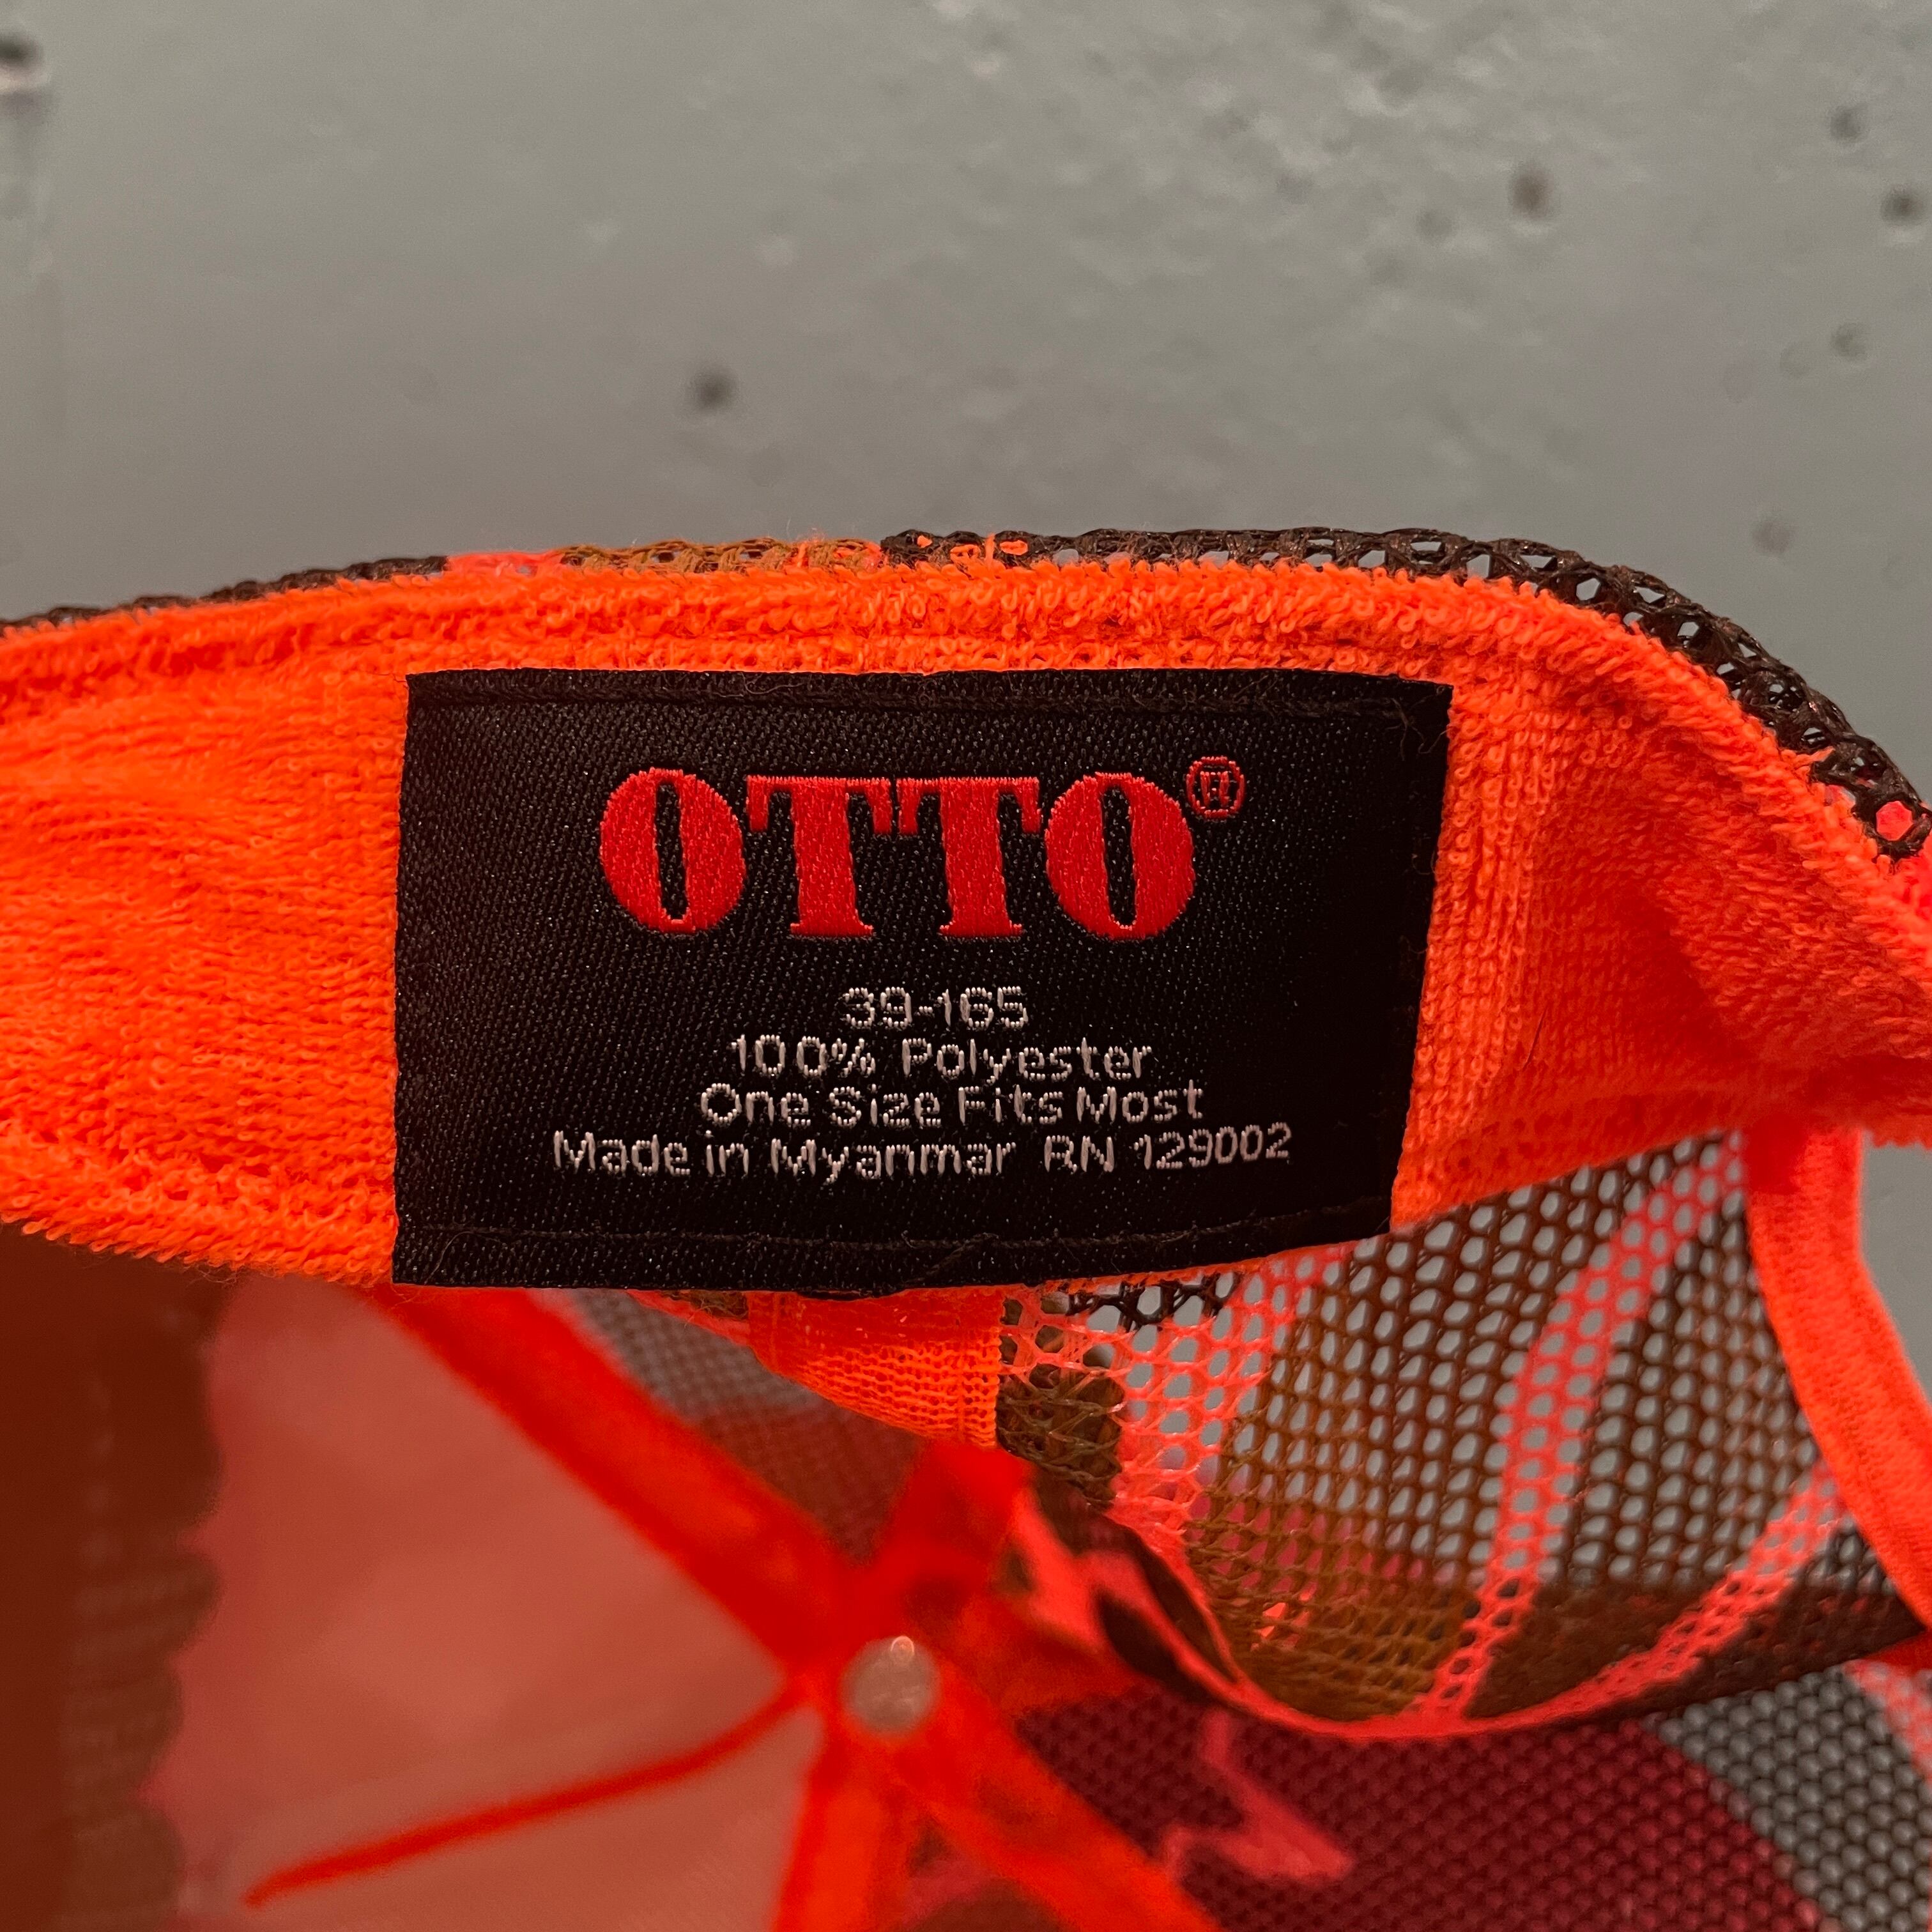 OTTO®
39-165
100% Polyester
One Size Fits Most
Made in Myanmar RN 129002